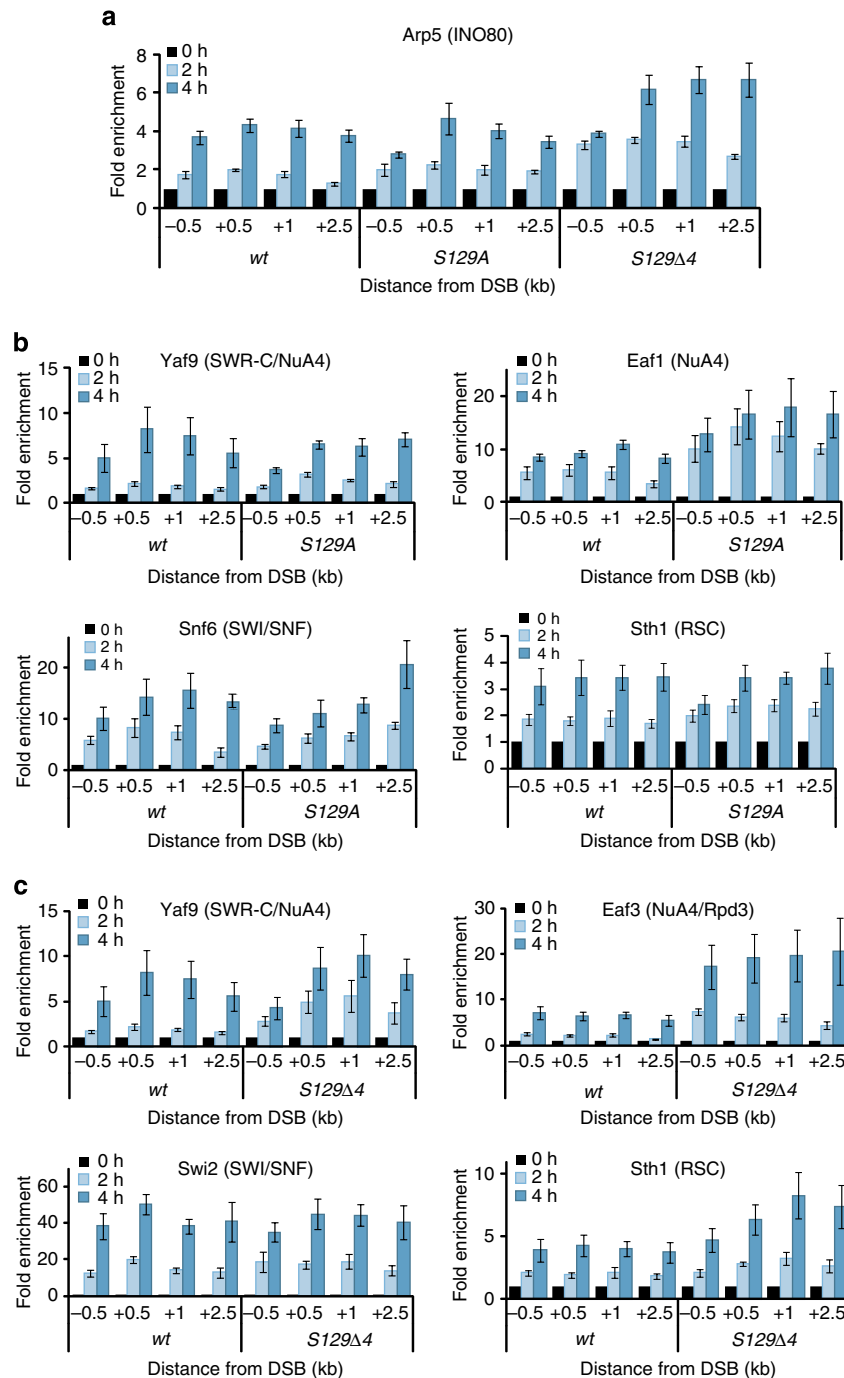 a
Arp5 (INO80)
0 h
2 h
4 h
Fold enrichment
8
6
4
2
0
–0.5 +0.5 +1 +2.5 –0.5 +0.5 +1 +2.5 –0.5 +0.5 +1 +2.5
wt S129A S129Δ4
Distance from DSB (kb)
b
Yaf9 (SWR-C/NuA4)
0 h
2 h
4 h
Fold enrichment
15
10
5
0
–0.5 +0.5 +1 +2.5 –0.5 +0.5 +1 +2.5
wt S129A
Distance from DSB (kb)
Eaf1 (NuA4)
0 h
2 h
4 h
Fold enrichment
20
10
0
–0.5 +0.5 +1 +2.5 –0.5 +0.5 +1 +2.5
wt S129A
Distance from DSB (kb)
Snf6 (SWI/SNF)
0 h
2 h
4 h
Fold enrichment
20
10
0
–0.5 +0.5 +1 +2.5 –0.5 +0.5 +1 +2.5
wt S129A
Distance from DSB (kb)
Sth1 (RSC)
0 h
2 h
4 h
Fold enrichment
5
4
3
2
1
0
–0.5 +0.5 +1 +2.5 –0.5 +0.5 +1 +2.5
wt S129A
Distance from DSB (kb)
c
Yaf9 (SWR-C/NuA4)
0 h
2 h
4 h
Fold enrichment
15
10
5
0
–0.5 +0.5 +1 +2.5 –0.5 +0.5 +1 +2.5
wt S129Δ4
Distance from DSB (kb)
Eaf3 (NuA4/Rpd3)
0 h
2 h
4 h
Fold enrichment
30
20
10
0
–0.5 +0.5 +1 +2.5 –0.5 +0.5 +1 +2.5
wt S129Δ4
Distance from DSB (kb)
Swi2 (SWI/SNF)
0 h
2 h
4 h
Fold enrichment
60
40
20
0
–0.5 +0.5 +1 +2.5 –0.5 +0.5 +1 +2.5
wt S129Δ4
Distance from DSB (kb)
Sth1 (RSC)
0 h
2 h
4 h
Fold enrichment
10
5
0
–0.5 +0.5 +1 +2.5 –0.5 +0.5 +1 +2.5
wt S129Δ4
Distance from DSB (kb)